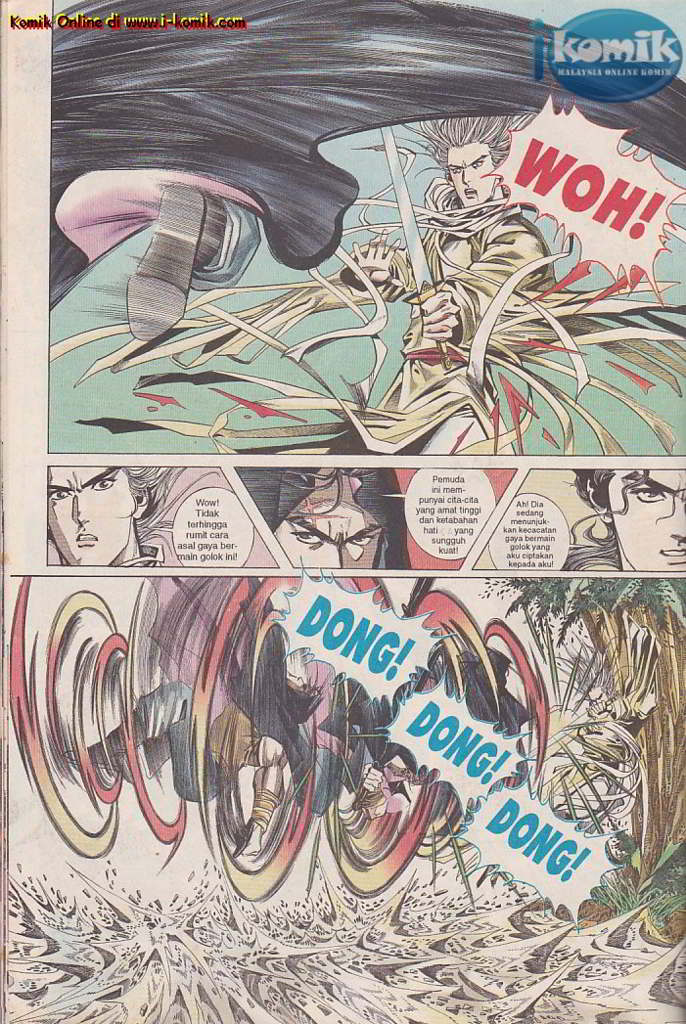 Komik Online di www.i-komik.com
ikomik
MALAYSIA ONLINE KOMIK
WOH!
Wow!
Tidak
terhingga
rumit cara
asal gaya ber-
main golok ini!
Pemuda
ini mem-
punyai cita-cita
yang amat tinggi
dan ketabahan
hati yang
sungguh
kuat!
Ah! Dia
sedang
menunjuk-
kan kecacatan
gaya bermain
golok yang
aku ciptakan
kepada aku!
DONG!
DONG!
DONG!